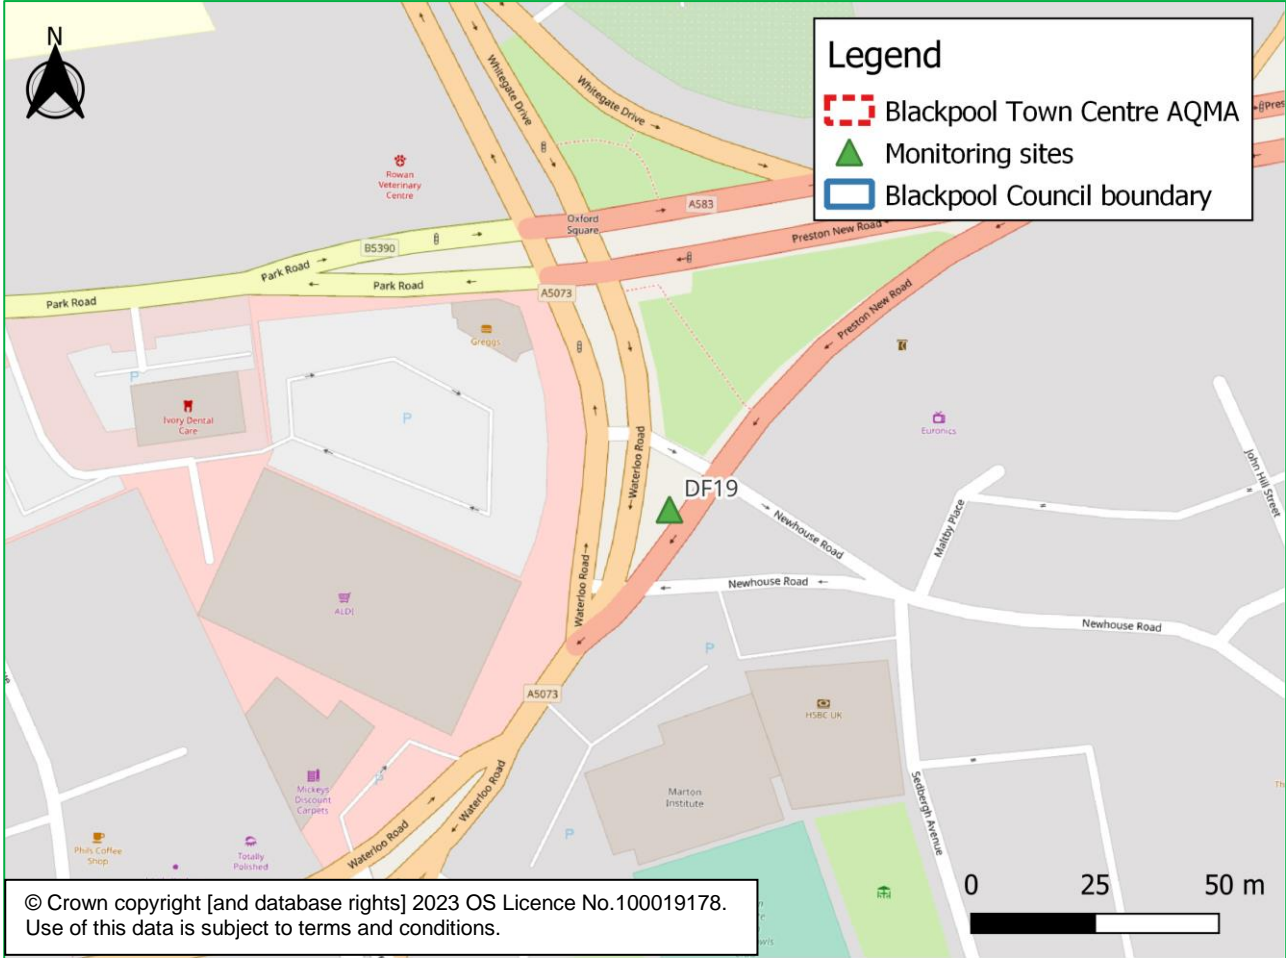 N
Legend
Blackpool Town Centre AQMA
Monitoring sites
Blackpool Council boundary
Whitegate Drive
Whitegate Drive
Rowan
Veterinary
Centre
A583
Oxford
Square
Preston New Road
B5390
Park Road
Park Road
Park Road
A5073
Preston New Road
Greggs
P
P
Ivory Dental
Care
Euronics
John Hill Street
Waterloo Road
DF19
Newhouse Road
Maltby Place
Waterloo Road
Newhouse Road
Newhouse Road
ALDI
P
A5073
HSBC UK
Marton
Institute
Mickeys
Discount
Carpets
P
Sedbergh Avenue
Waterloo Road
Waterloo Road
Phils Coffee
Shop
Totally
Polished
P
0 25 50 m
© Crown copyright [and database rights] 2023 OS Licence No.100019178.
Use of this data is subject to terms and conditions.